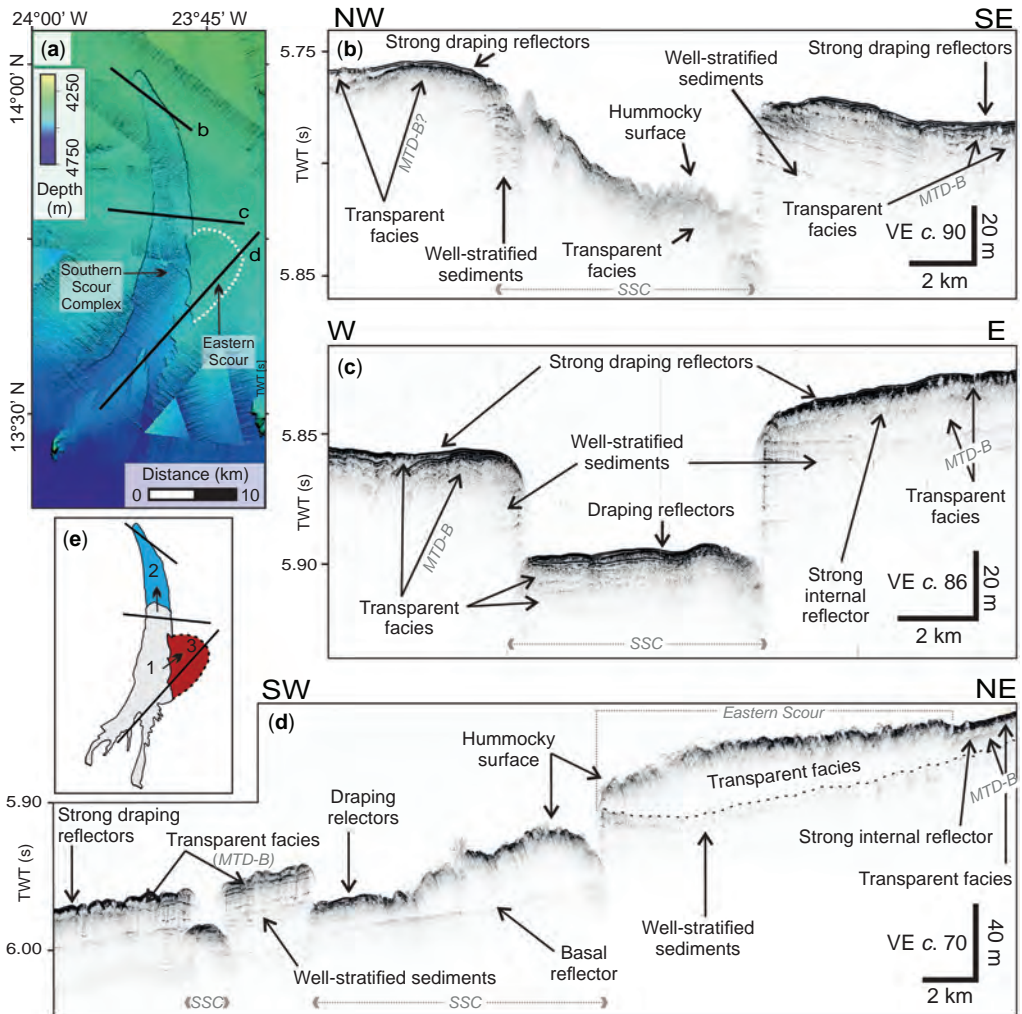 24°00' W
23°45' W
(a)
14°00' N
13°30' N
4250
4750
Depth
(m)
b
c
d
Southern
Scour
Complex
Eastern
Scour
TWT(s)
Distance (km)
0
10
NW
SE
(b)
5.75
5.85
TWT (s)
Strong draping reflectors
Well-stratified
sediments
Strong draping reflectors
Hummocky
surface
MTD-B?
MTD-B
Transparent
facies
Well-stratified
sediments
Transparent
facies
Transparent
facies
VE c. 90
20 m
2 km
SSC
W
E
(c)
5.85
5.90
TWT (s)
Strong draping reflectors
Well-stratified
sediments
MTD-B
MTD-B
Draping reflectors
Transparent
facies
Transparent
facies
Strong
internal
reflector
VE c. 86
20 m
2 km
SSC
(e)
2
1
3
SW
NE
(d)
Eastern Scour
Hummocky
surface
5.90
6.00
TWT (s)
Strong draping
reflectors
Transparent facies
(MTD-B)
Draping
relectors
Transparent facies
MTD-B
Strong internal reflector
Transparent facies
Well-stratified sediments
Basal
reflector
Well-stratified
sediments
VE c. 70
40 m
2 km
SSC
SSC